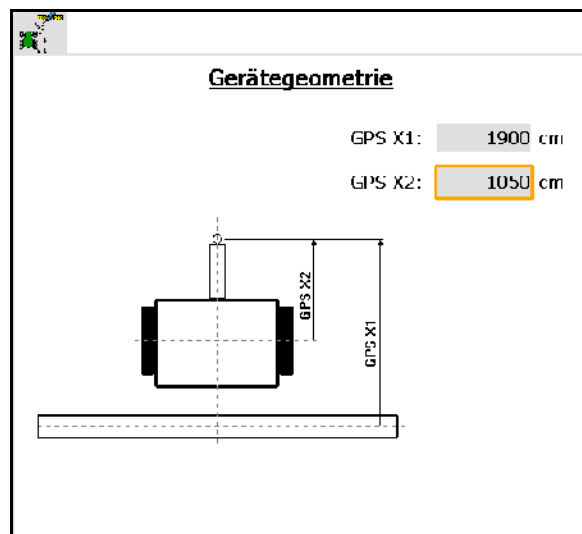 Gerätegeometrie
GPS X1: 1900 cm
GPS X2: 1050 cm
GPS X2
GPS X1